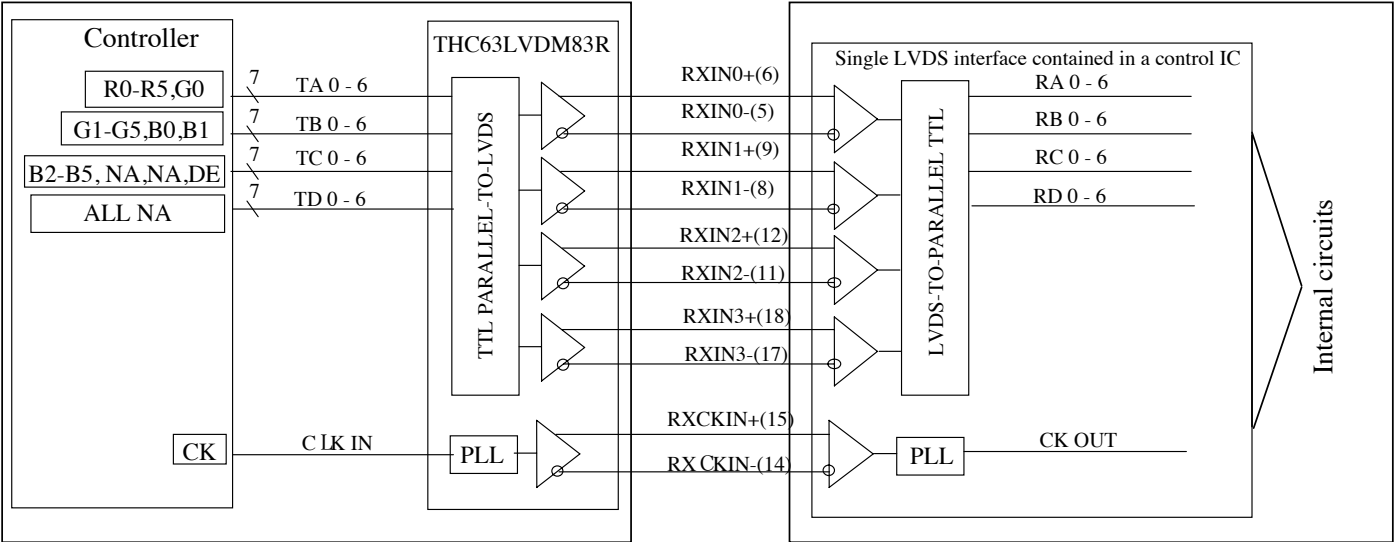 Controller
R0-R5,G0
G1-G5,B0,B1
B2-B5, NA,NA,DE
ALL NA
CK
7
TA 0 - 6
7
TB 0 - 6
7
TC 0 - 6
7
TD 0 - 6
CLK IN
THC63LVDM83R
TTL PARALLEL-TO-LVDS
PLL
RXIN0+(6)
RXIN0-(5)
RXIN1+(9)
RXIN1-(8)
RXIN2+(12)
RXIN2-(11)
RXIN3+(18)
RXIN3-(17)
RXCKIN+(15)
RXCKIN-(14)
Single LVDS interface contained in a control IC
LVDS-TO-PARALLEL TTL
PLL
RA 0 - 6
RB 0 - 6
RC 0 - 6
RD 0 - 6
CK OUT
Internal circuits